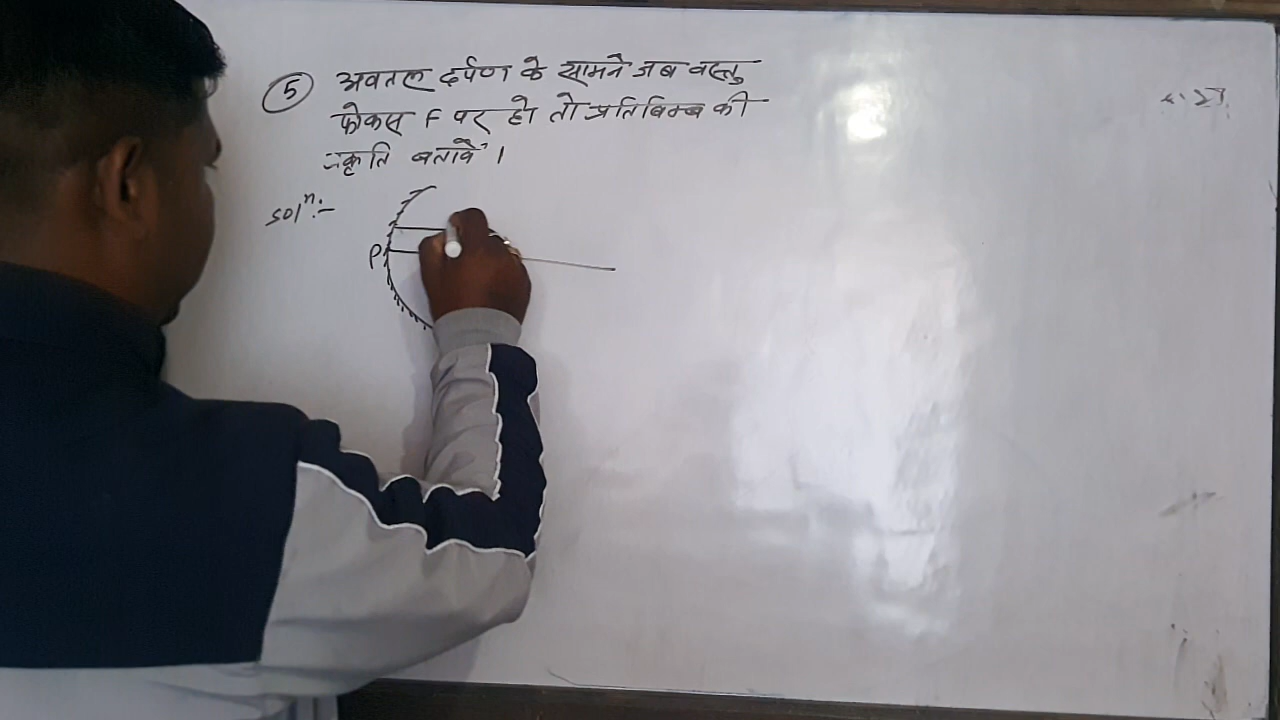 5 अवतल दर्पण के सामने जब वस्तु
फोकस F पर हो तो प्रतिबिम्ब की
प्रकृति बतावें।
solⁿ:-
P